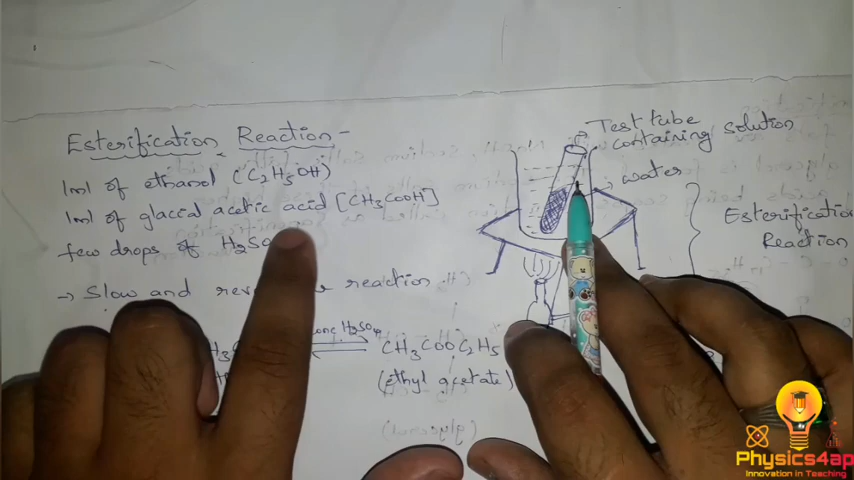 Esterification Reaction -
1ml of ethanol (C2H5OH)
1ml of glacial acetic acid [CH3COOH]
few drops of H2SO
→ Slow and reaction
conc. H2SO4
CH3COOC2H5
(ethyl acetate)
Test tube
containing solution
water
Esterification
Reaction
Physics4ap
Innovation in Teaching